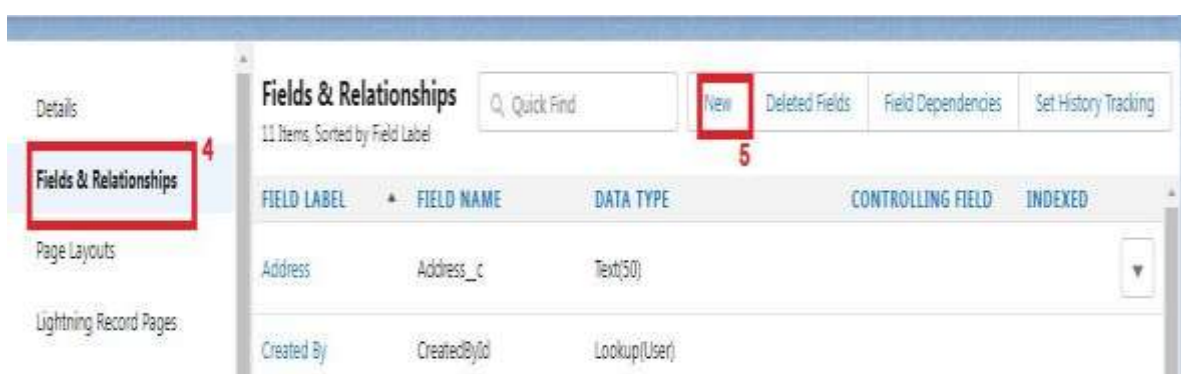 Details
Fields & Relationships
4
Page Layouts
Lightning Record Pages
Fields & Relationships
11 Items, Sorted by Field Label
Quick Find
New
Deleted Fields
Field Dependencies
Set History Tracking
5
FIELD LABEL FIELD NAME DATA TYPE CONTROLLING FIELD INDEXED
Address Address__c Text(50)
Created By CreatedById Lookup(User)